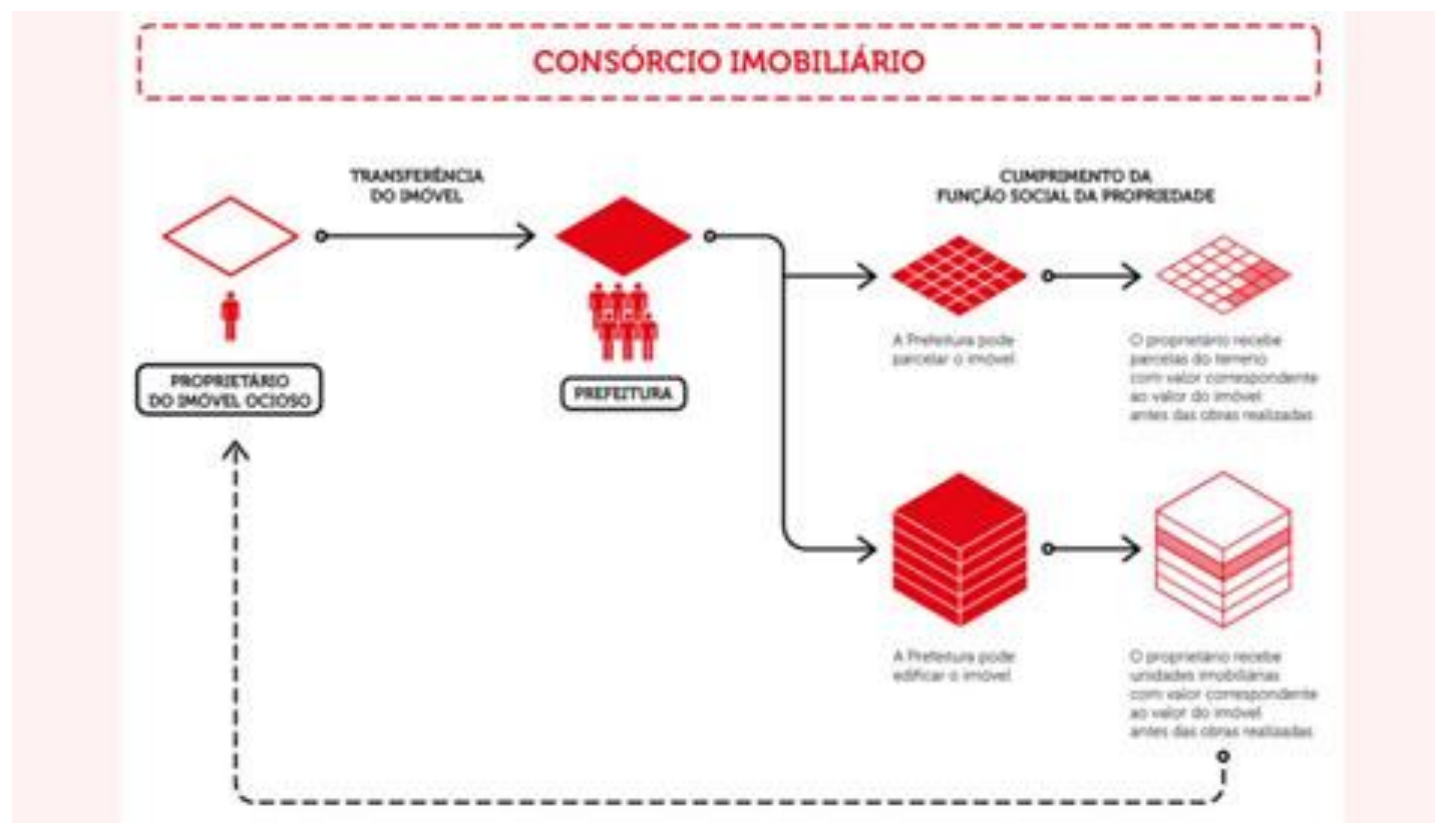 CONSÓRCIO IMOBILIÁRIO
TRANSFERÊNCIA
DO IMÓVEL
CUMPRIMENTO DA
FUNÇÃO SOCIAL DA PROPRIEDADE
PROPRIETÁRIO
DO IMÓVEL OCIOSO
PREFEITURA
A Prefeitura pode
parcelar o imóvel
O proprietário recebe
parcelas do terreno
com valor correspondente
ao valor do imóvel
antes das obras realizadas
A Prefeitura pode
edificar o imóvel
O proprietário recebe
unidades imobiliárias
com valor correspondente
ao valor do imóvel
antes das obras realizadas